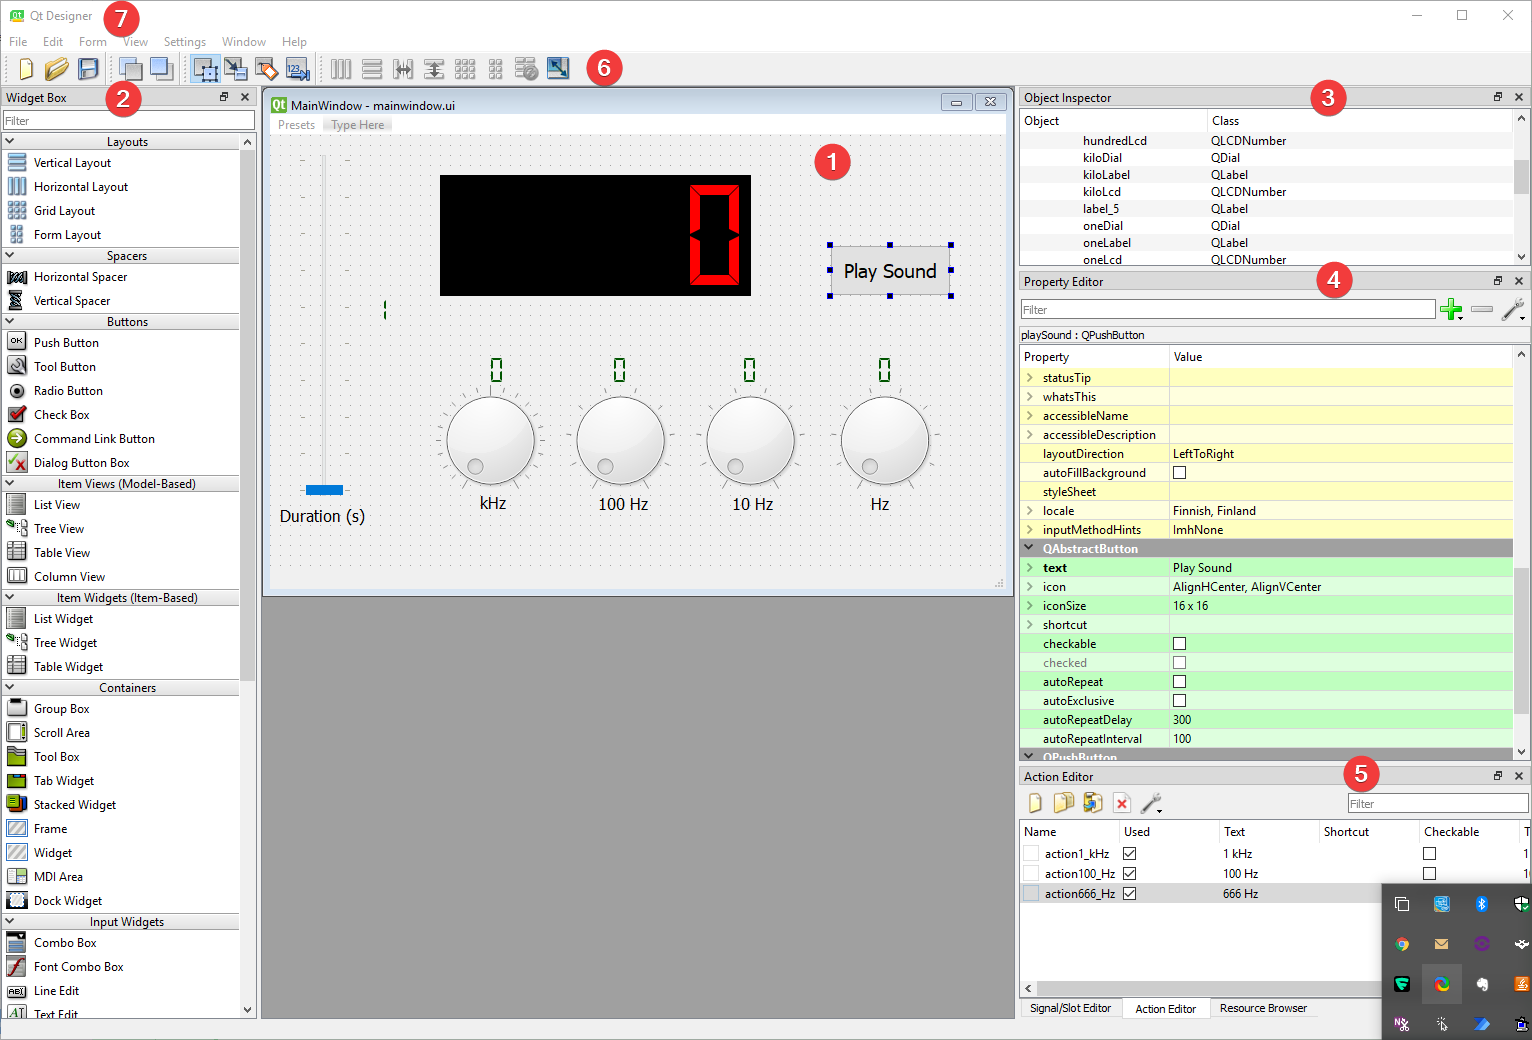 Qt Designer
7
File Edit Form View Settings Window Help
6
Widget Box
2
Filter
Layouts
Vertical Layout
Horizontal Layout
Grid Layout
Form Layout
Spacers
Horizontal Spacer
Vertical Spacer
Buttons
OK Push Button
Tool Button
Radio Button
Check Box
Command Link Button
Dialog Button Box
Item Views (Model-Based)
List View
Tree View
Table View
Column View
Item Widgets (Item-Based)
List Widget
Tree Widget
Table Widget
Containers
Group Box
Scroll Area
Tool Box
Tab Widget
Stacked Widget
Frame
Widget
MDI Area
Dock Widget
Input Widgets
Combo Box
Font Combo Box
Line Edit
Text Edit
Qt MainWindow - mainwindow.ui
Presets Type Here
1
0
Play Sound
1
0 0 0 0
kHz 100 Hz 10 Hz Hz
Duration (s)
Object Inspector
3
Object Class
hundredLcd QLCDNumber
kiloDial QDial
kiloLabel QLabel
kiloLcd QLCDNumber
label_5 QLabel
oneDial QDial
oneLabel QLabel
oneLcd QLCDNumber
Property Editor
4
Filter
playSound : QPushButton
Property Value
statusTip
whatsThis
accessibleName
accessibleDescription
layoutDirection LeftToRight
autoFillBackground
styleSheet
locale Finnish, Finland
inputMethodHints ImhNone
QAbstractButton
text Play Sound
icon AlignHCenter, AlignVCenter
iconSize 16 x 16
shortcut
checkable
checked
autoRepeat
autoExclusive
autoRepeatDelay 300
autoRepeatInterval 100
QPushButton
Action Editor
5
Filter
Name Used Text Shortcut Checkable T
action1_kHz 1 kHz 1
action100_Hz 100 Hz 1
action666_Hz 666 Hz
Signal/Slot Editor Action Editor Resource Browser